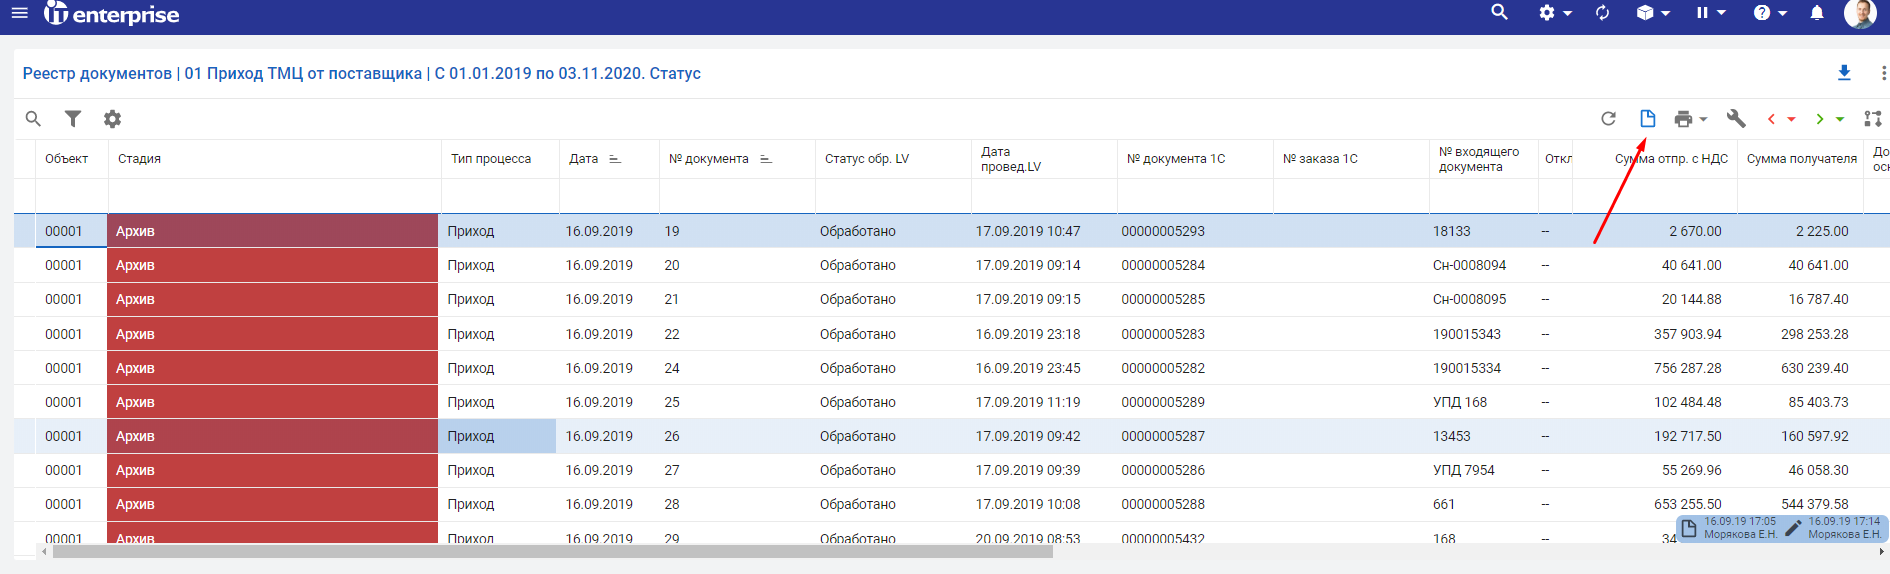 enterprise
Реестр документов | 01 Приход ТМЦ от поставщика | С 01.01.2019 по 03.11.2020. Статус
Объект Стадия Тип процесса Дата № документа Статус обр. LV Дата провед.LV № документа 1С № заказа 1С № входящего документа Откл Сумма отпр. с НДС Сумма получателя До осн
00001 Архив Приход 16.09.2019 19 Обработано 17.09.2019 10:47 00000005293 18133 -- 2 670.00 2 225.00
00001 Архив Приход 16.09.2019 20 Обработано 17.09.2019 09:14 00000005284 Сн-0008094 -- 40 641.00 40 641.00
00001 Архив Приход 16.09.2019 21 Обработано 17.09.2019 09:15 00000005285 Сн-0008095 -- 20 144.88 16 787.40
00001 Архив Приход 16.09.2019 22 Обработано 16.09.2019 23:18 00000005283 190015343 -- 357 903.94 298 253.28
00001 Архив Приход 16.09.2019 24 Обработано 16.09.2019 23:45 00000005282 190015334 -- 756 287.28 630 239.40
00001 Архив Приход 16.09.2019 25 Обработано 17.09.2019 11:19 00000005289 УПД 168 -- 102 484.48 85 403.73
00001 Архив Приход 16.09.2019 26 Обработано 17.09.2019 09:42 00000005287 13453 -- 192 717.50 160 597.92
00001 Архив Приход 16.09.2019 27 Обработано 17.09.2019 09:39 00000005286 УПД 7954 -- 55 269.96 46 058.30
00001 Архив Приход 16.09.2019 28 Обработано 17.09.2019 10:08 00000005288 661 -- 653 255.50 544 379.58
00001 Архив Приход 16.09.2019 29 Обработано 20.09.2019 08:53 00000005432 168 -- 34
16.09.19 17:05 16.09.19 17:14
Морякова Е.Н. Морякова Е.Н.